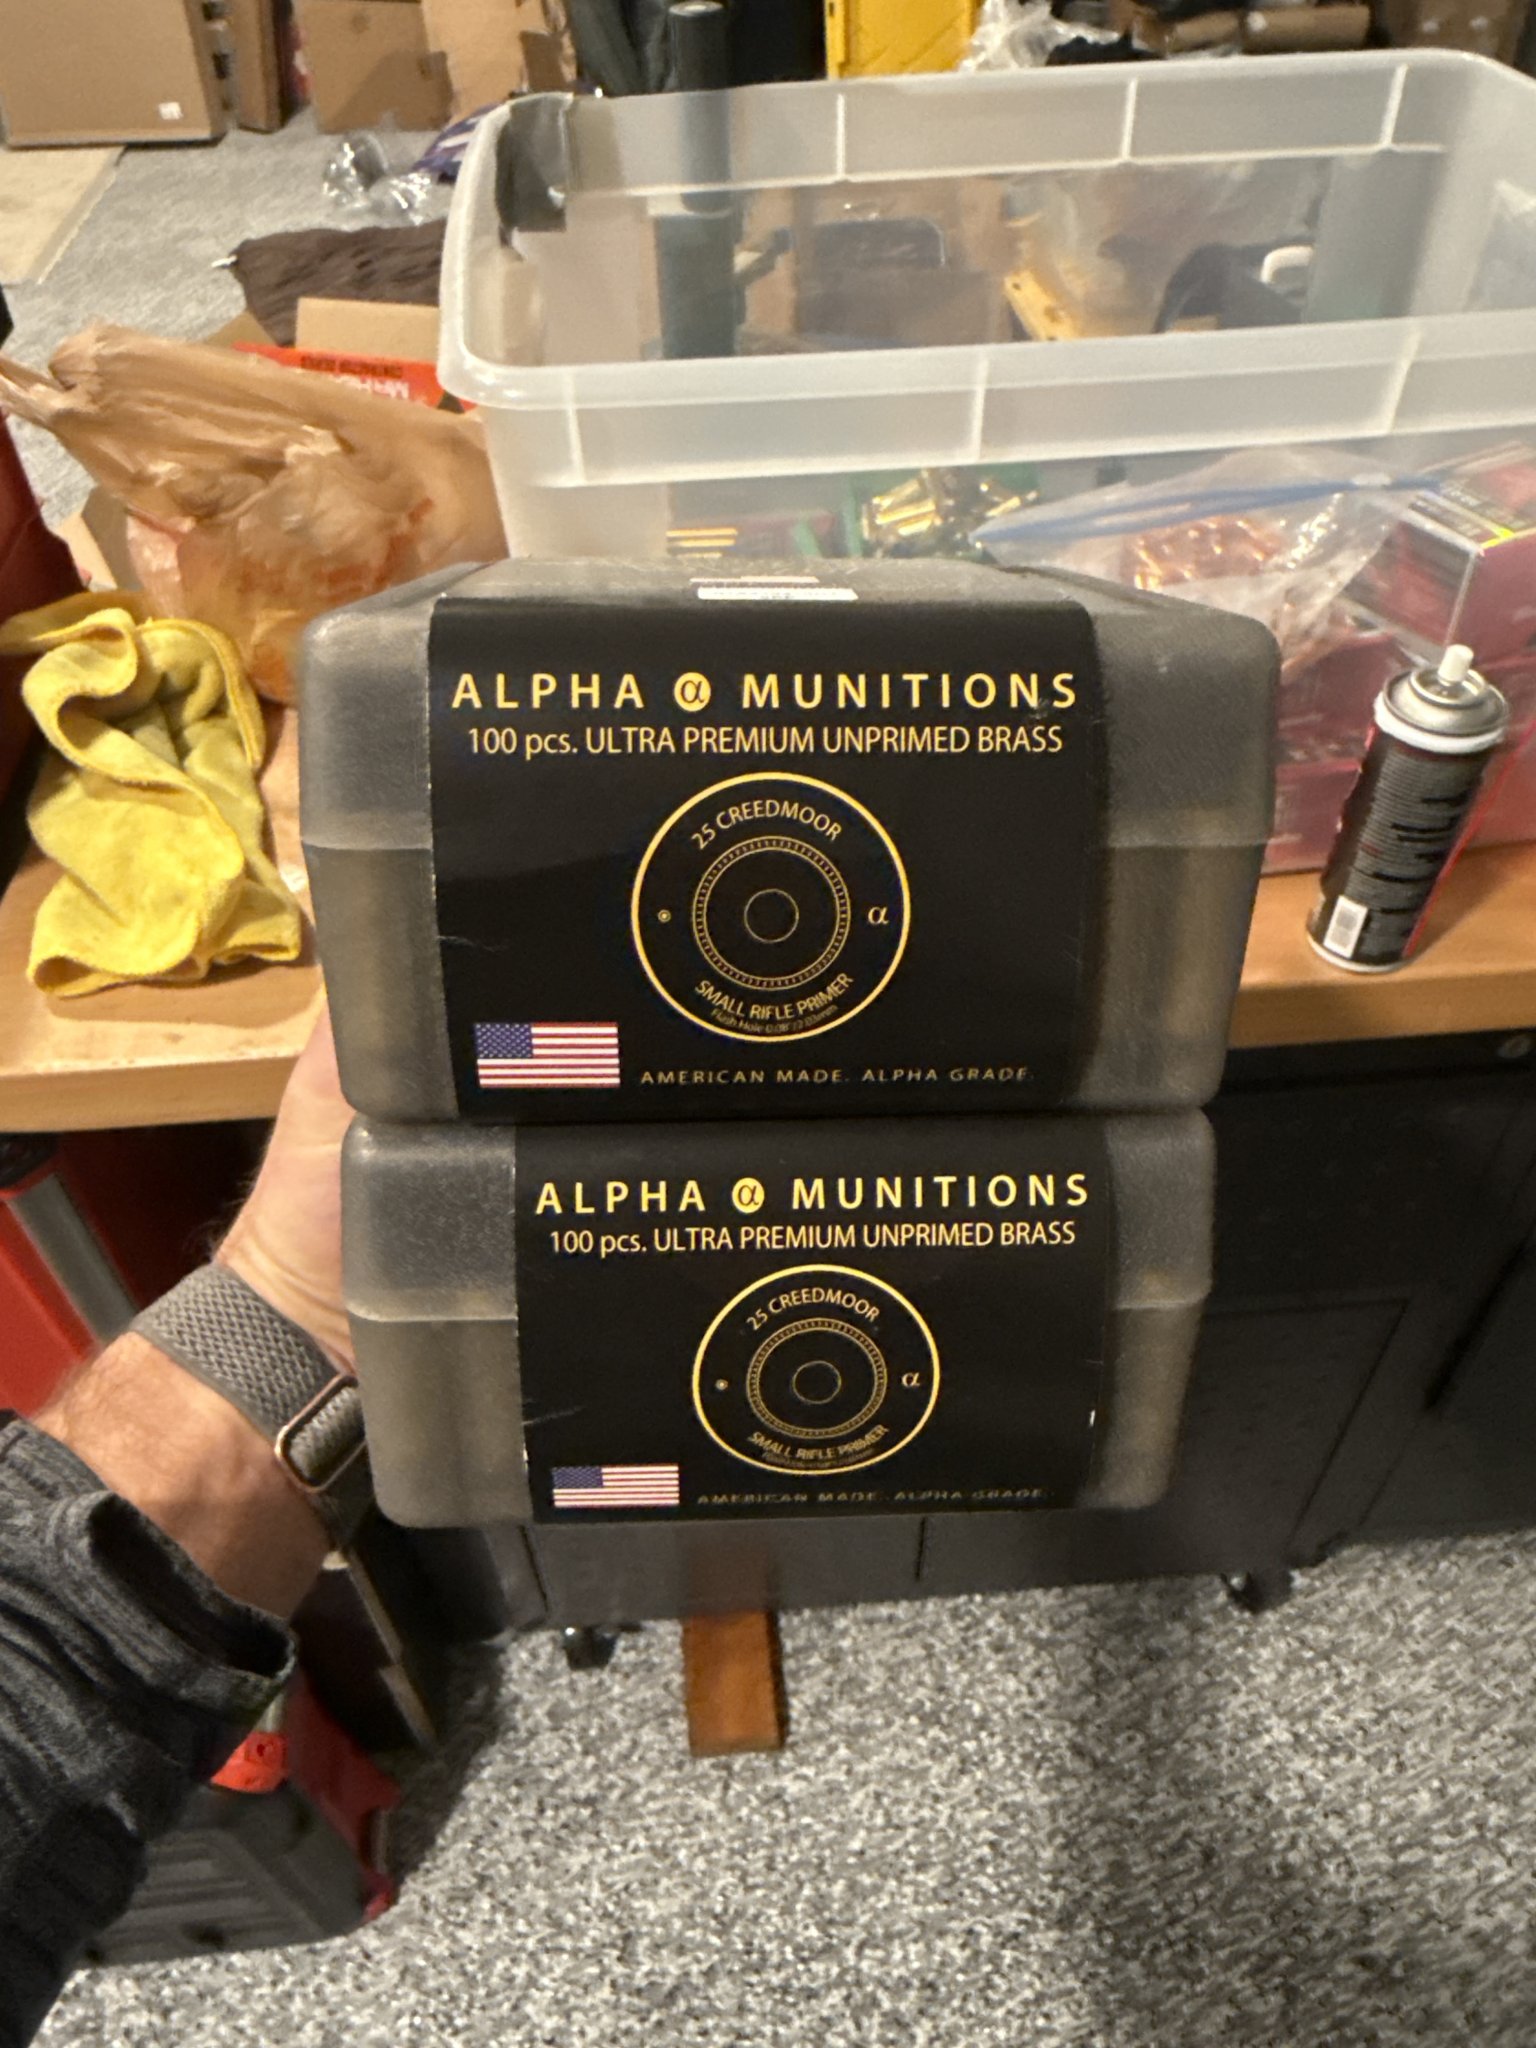 ALPHA α MUNITIONS
100 pcs. ULTRA PREMIUM UNPRIMED BRASS
25 CREEDMOOR
α
SMALL RIFLE PRIMER
Flash Hole 0.08"/2.03mm
AMERICAN MADE. ALPHA GRADE.
ALPHA α MUNITIONS
100 pcs. ULTRA PREMIUM UNPRIMED BRASS
25 CREEDMOOR
α
SMALL RIFLE PRIMER
AMERICAN MADE. ALPHA GRADE.